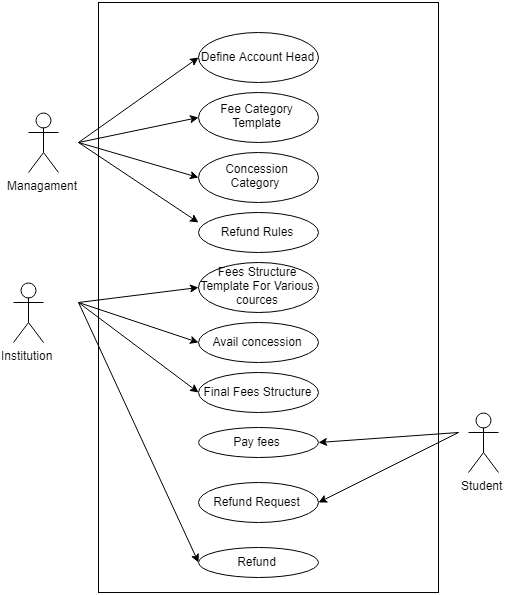 Define Account Head
Fee Category
Template
Managament
Concession
Category
Refund Rules
Fees Structure
Template For Various
cources
Institution
Avail concession
Final Fees Structure
Pay fees
Student
Refund Request
Refund